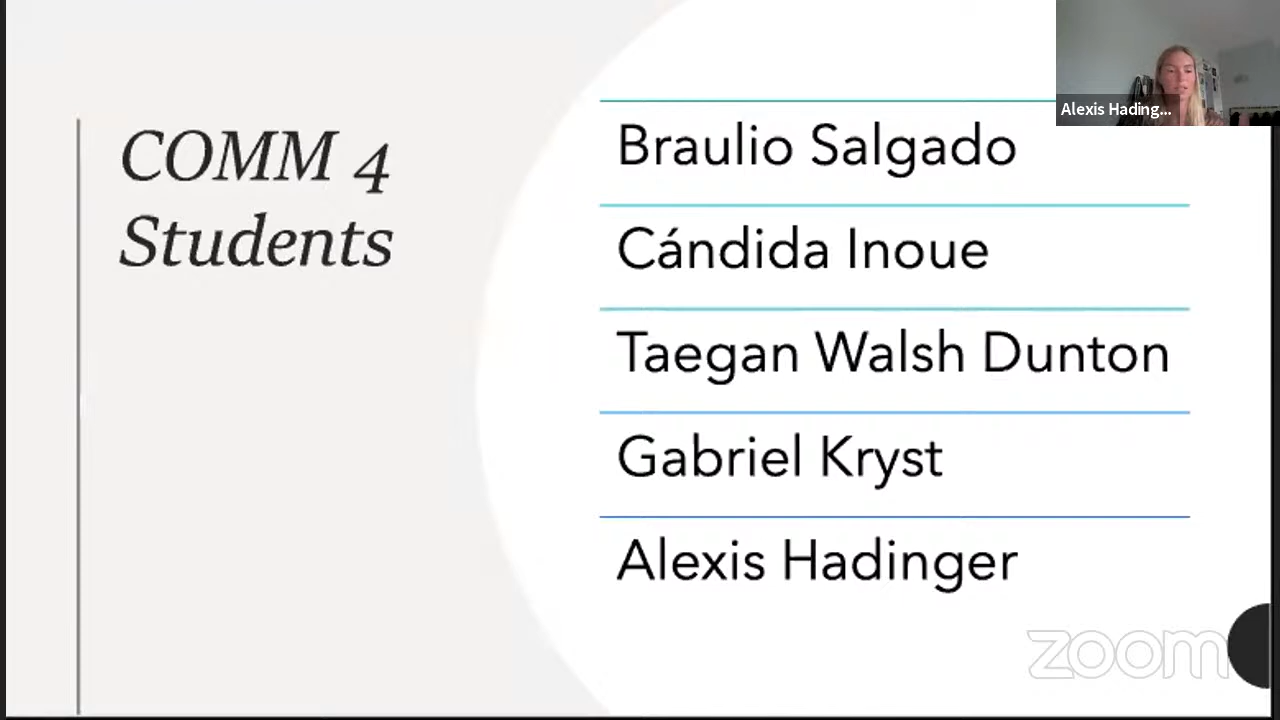 COMM 4
Students
Braulio Salgado
Cándida Inoue
Taegan Walsh Dunton
Gabriel Kryst
Alexis Hadinger
Alexis Hading...
zoom